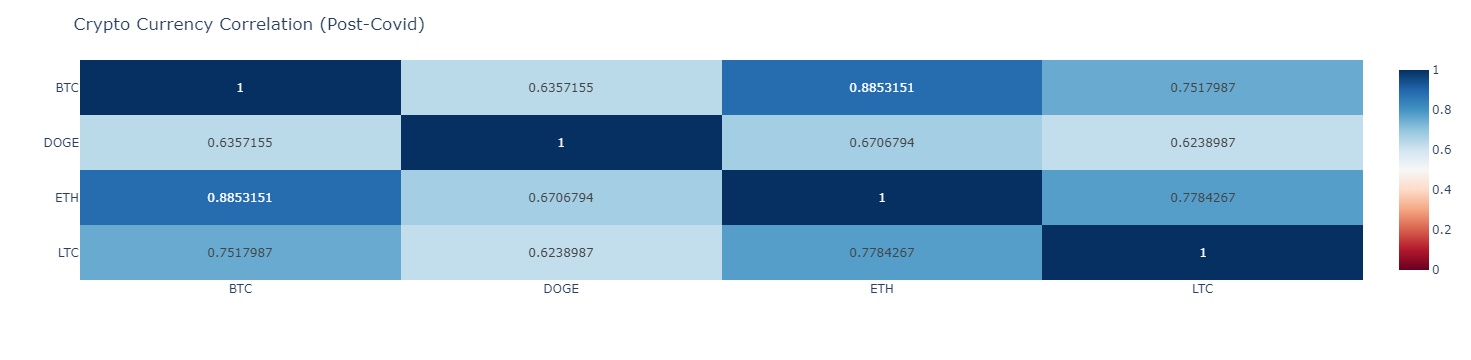 Crypto Currency Correlation (Post-Covid)
BTC 1 0.6357155 0.8853151 0.7517987
DOGE 0.6357155 1 0.6706794 0.6238987
ETH 0.8853151 0.6706794 1 0.7784267
LTC 0.7517987 0.6238987 0.7784267 1
BTC DOGE ETH LTC
1
0.8
0.6
0.4
0.2
0